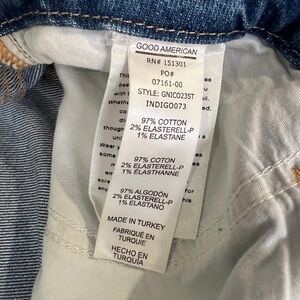 GOOD AMERICAN
RN# 151301
PO#
07161-00
STYLE: GNIC023ST
INDIGO073
97% COTTON
2% ELASTERELL-P
1% ELASTANE
97% COTON
2% ELASTERELL-P
1% ÉLASTHANNE
97% ALGODÓN
2% ELASTERELL-P
1% ELASTANO
MADE IN TURKEY
FABRIQUÉ EN
TURQUIE
HECHO EN
TURQUÍA